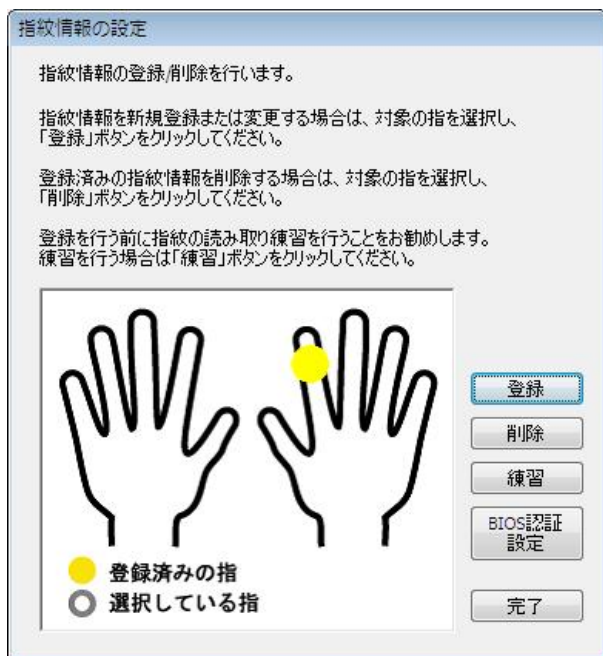 指紋情報の設定
指紋情報の登録/削除を行います。
指紋情報を新規登録または変更する場合は、対象の指を選択し、
「登録」ボタンをクリックしてください。
登録済みの指紋情報を削除する場合は、対象の指を選択し、
「削除」ボタンをクリックしてください。
登録を行う前に指紋の読み取り練習を行うことをお勧めします。
練習を行う場合は「練習」ボタンをクリックしてください。
登録
削除
練習
BIOS認証
設定
登録済みの指
選択している指
完了